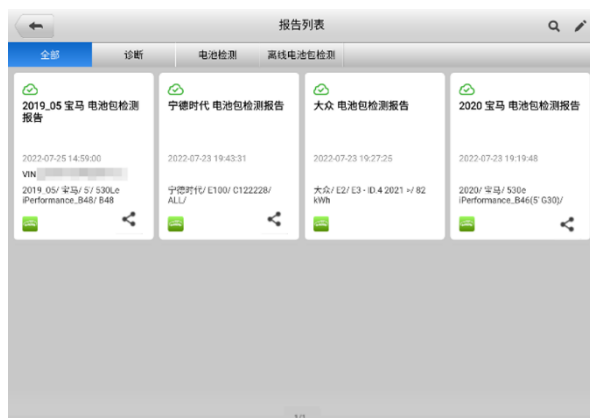 报告列表
全部
诊断
电池检测
离线电池包检测
2019_05 宝马 电池包检测
报告
2022-07-25 14:59:00
VIN
2019_05/ 宝马/ 5/ 530Le
iPerformance_B48/ B48
宁德时代 电池包检测报告
2022-07-23 19:43:31
宁德时代/ E100/ C122228/
ALL/
大众 电池包检测报告
2022-07-23 19:27:25
大众/ E2/ E3 - ID.4 2021 >/ 82
kWh
2020 宝马 电池包检测报告
2022-07-23 19:19:48
2020/ 宝马/ 530e
iPerformance_B46(5' G30)/